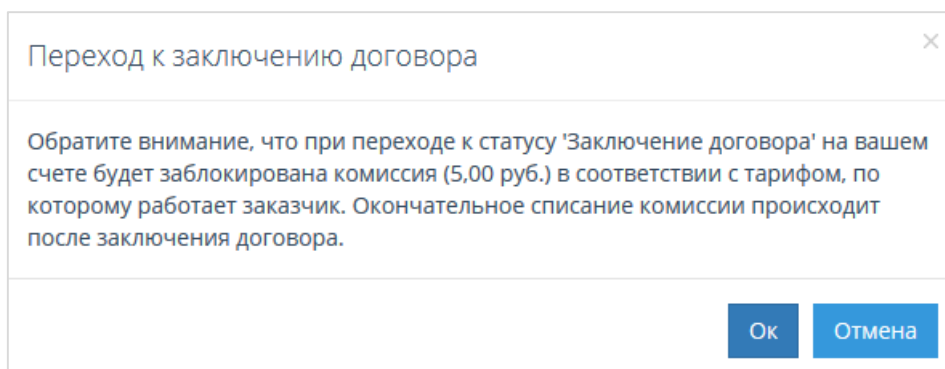 Переход к заключению договора
Обратите внимание, что при переходе к статусу 'Заключение договора' на вашем
счете будет заблокирована комиссия (5,00 руб.) в соответствии с тарифом, по
которому работает заказчик. Окончательное списание комиссии происходит
после заключения договора.
Ок Отмена